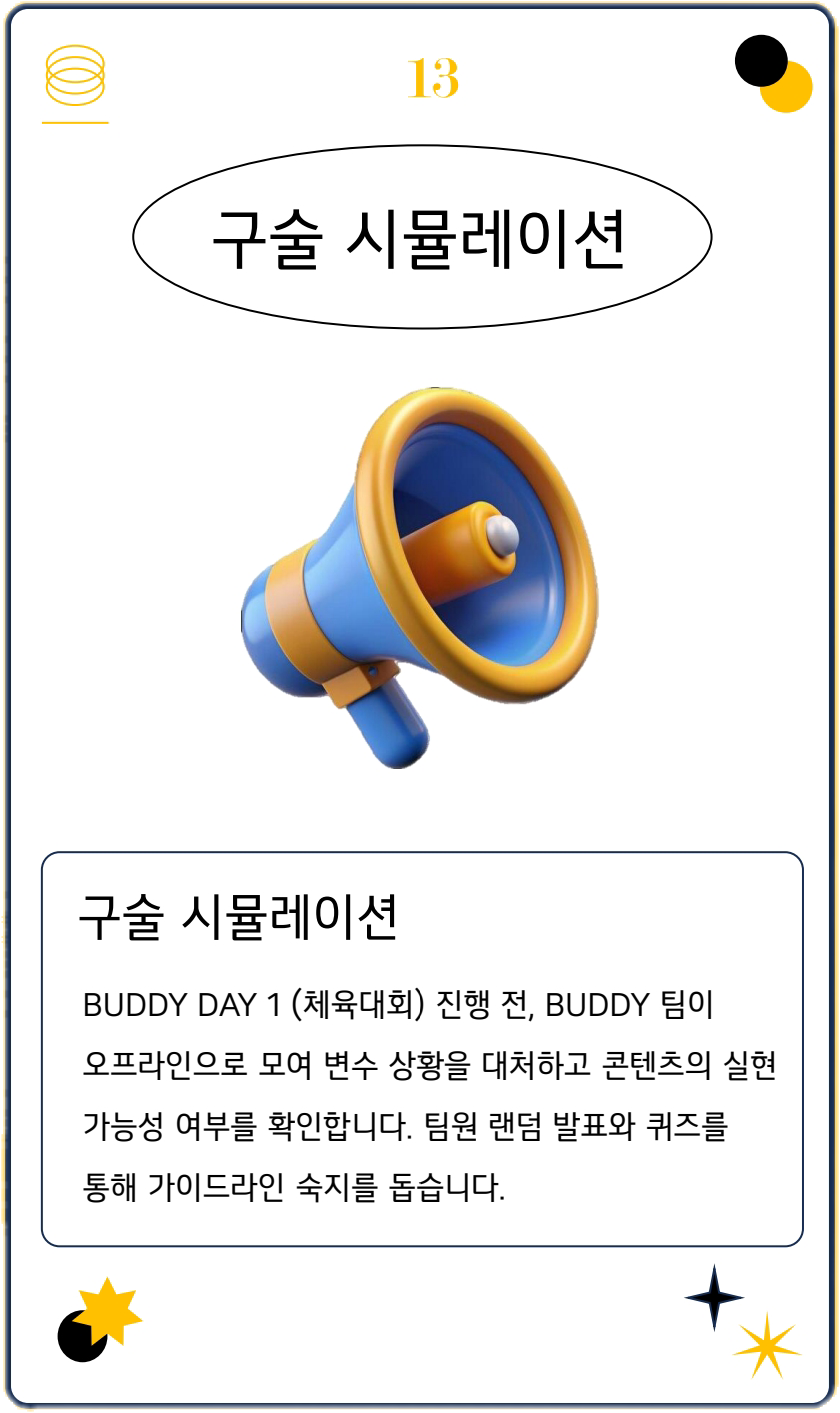 13
구술 시뮬레이션
구술 시뮬레이션
BUDDY DAY 1 (체육대회) 진행 전, BUDDY 팀이
오프라인으로 모여 변수 상황을 대처하고 콘텐츠의 실현
가능성 여부를 확인합니다. 팀원 랜덤 발표와 퀴즈를
통해 가이드라인 숙지를 돕습니다.